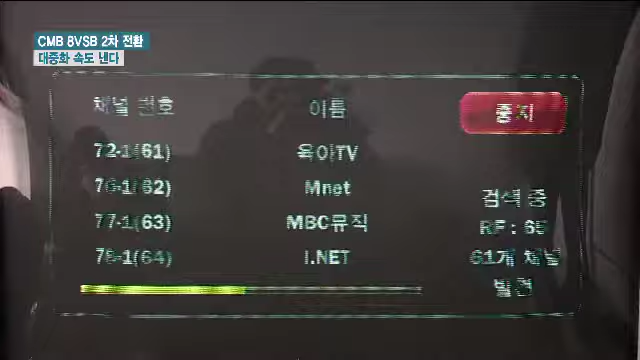 CMB 8VSB 2차 전환
대중화 속도 낸다
채널 번호 이름 중지
72-1(61) 육아TV
76-1(62) Mnet
77-1(63) MBC뮤직
78-1(64) I.NET
검색 중
RF : 65
61개 채널
발견